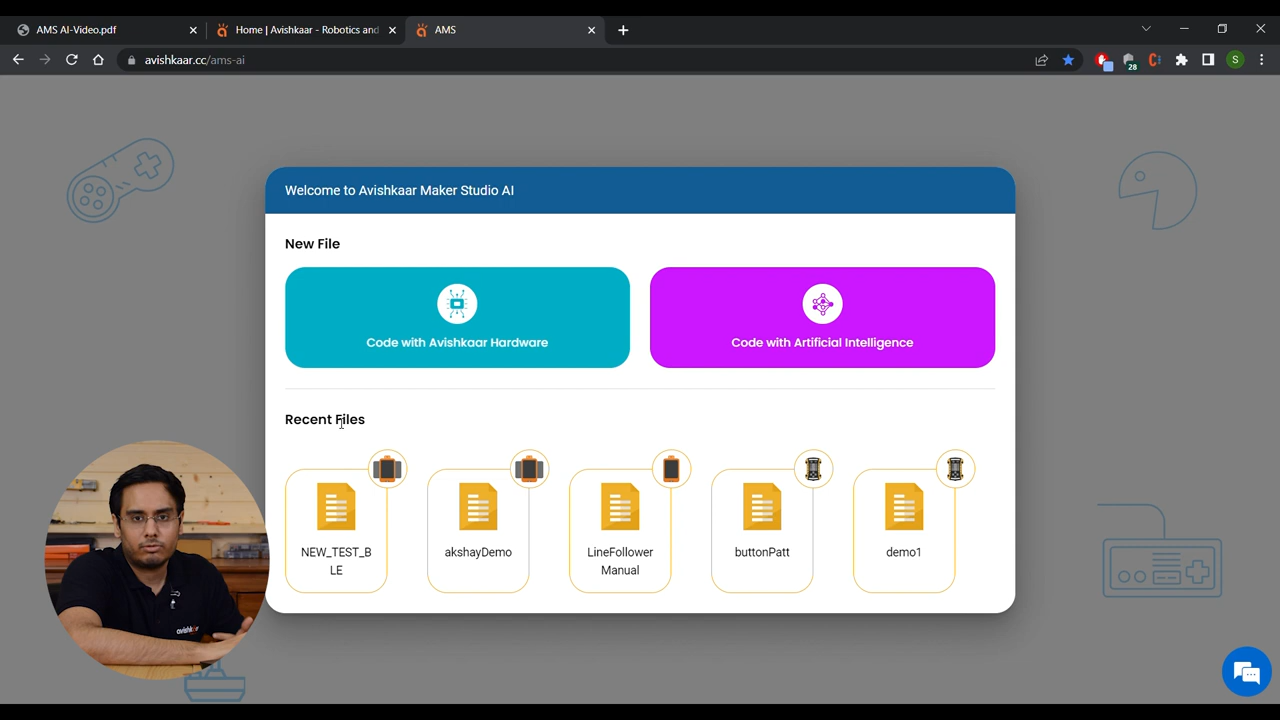 AMS AI-Video.pdf
Home | Avishkaar - Robotics and
AMS
avishkaar.cc/ams-ai
28
S
Welcome to Avishkaar Maker Studio AI
New File
Code with Avishkaar Hardware
Code with Artificial Intelligence
Recent Files
NEW_TEST_B
LE
akshayDemo
LineFollower
Manual
buttonPatt
demo1
avishkaar